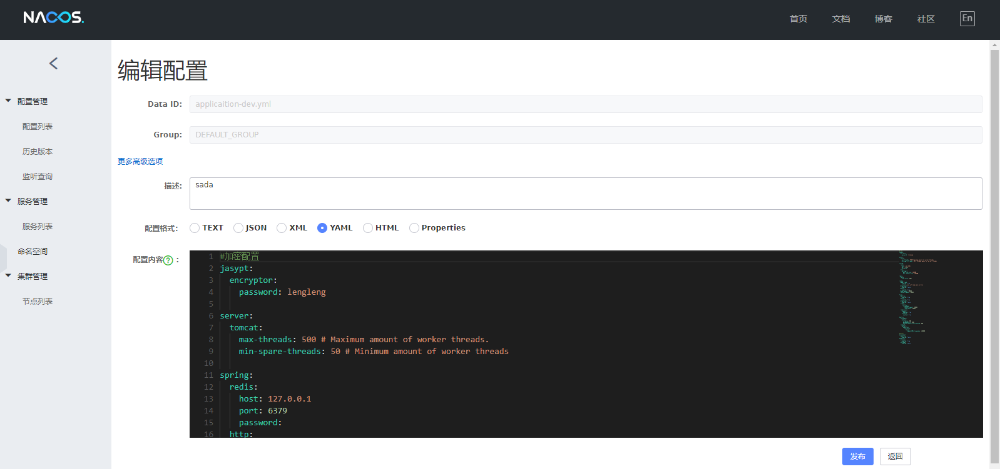 NACOS.
首页 文档 博客 社区 En
编辑配置
配置管理
配置列表
历史版本
监听查询
服务管理
服务列表
命名空间
集群管理
节点列表
Data ID: applicaition-dev.yml
Group: DEFAULT_GROUP
更多高级选项
描述: sada
配置格式: TEXT JSON XML YAML HTML Properties
配置内容? :
1 #加密配置
2 jasypt:
3 encryptor:
4 password: lengleng
5
6 server:
7 tomcat:
8 max-threads: 500 # Maximum amount of worker threads.
9 min-spare-threads: 50 # Minimum amount of worker threads
10
11 spring:
12 redis:
13 host: 127.0.0.1
14 port: 6379
15 password:
16 http:
发布 返回